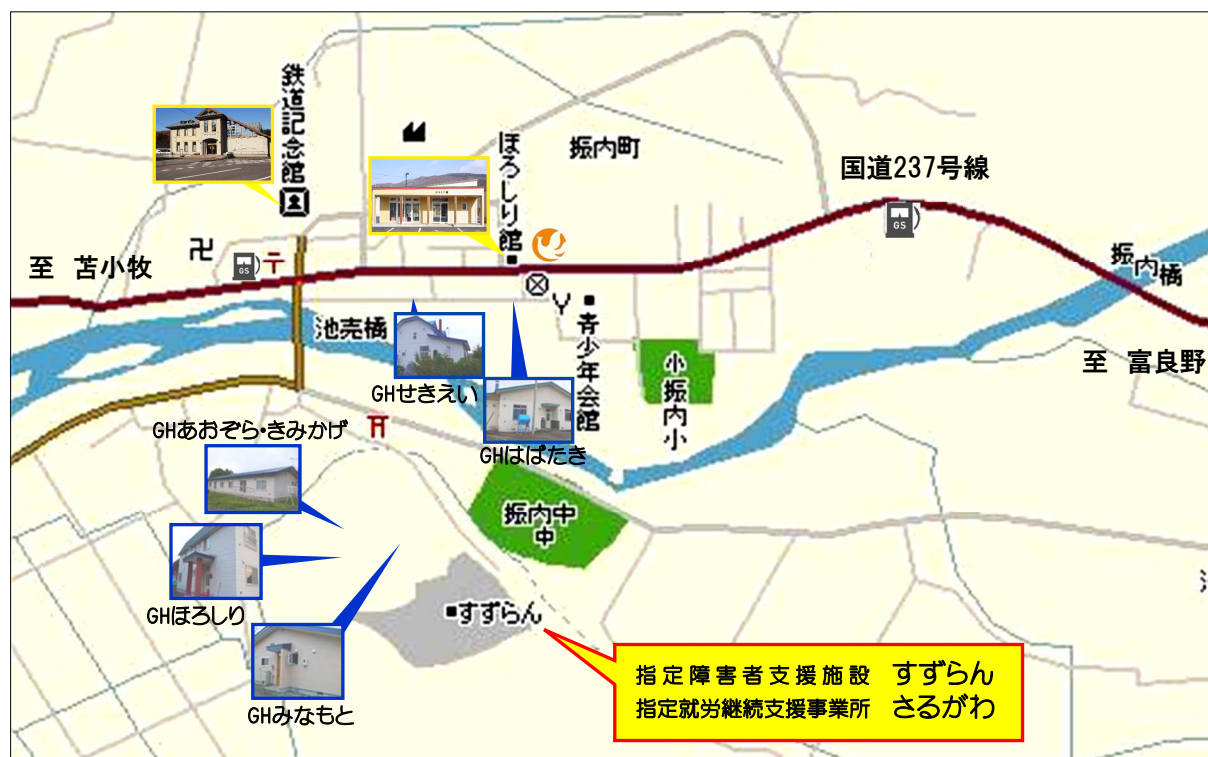 鉄道記念館
ほろしり館
振内町
国道237号線
振内橋
至 苫小牧
GS
GS
池売橋
青少年会館
小振内小
至 富良野
GHせきえい
GHはばたき
GHあおぞら・きみかげ
振内中
中
GHほろしり
すずらん
GHみなもと
指定障害者支援施設 すずらん
指定就労継続支援事業所 さるがわ